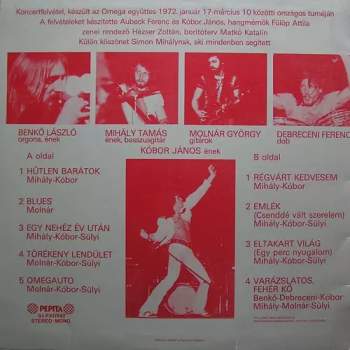 Koncertfelvétel, készült az Omega együttes 1972. január 17-március 10 közötti országos turnéján
A felvételeket készítette Aubeck Ferenc és Kóbor János, hangmérnök Fülöp Attila
zenei rendező Hézser Zoltán, borítóterv Matkó Katalin
Külön köszönet Simon Mihálynak, aki mindenben segített
BENKŐ LÁSZLÓ
orgona, ének
MIHÁLY TAMÁS
ének, basszusgitár
MOLNÁR GYÖRGY
gitárok
DEBRECENI FERENC
dob
KÓBOR JÁNOS ének
A oldal
1 HŰTLEN BARÁTOK
Mihály-Kóbor
2 BLUES
Molnár
3 EGY NEHÉZ ÉV UTÁN
Mihály-Kóbor-Sülyi
4 TÖRÉKENY LENDÜLET
Molnár-Kóbor-Sülyi
5 OMEGAUTO
Molnár-Kóbor-Sülyi
B oldal
1 RÉGVÁRT KEDVESEM
Mihály-Kóbor
2 EMLÉK
(Csenddé vált szerelem)
Mihály-Kóbor-Sülyi
3 ELTAKART VILÁG
(Egy perc nyugalom)
Mihály-Kóbor-Sülyi
4 VARÁZSLATOS,
FEHÉR KŐ
Benkő-Debreceni-Kóbor
Mihály-Molnár-Sülyi
PEPITA
STEREO-MONO